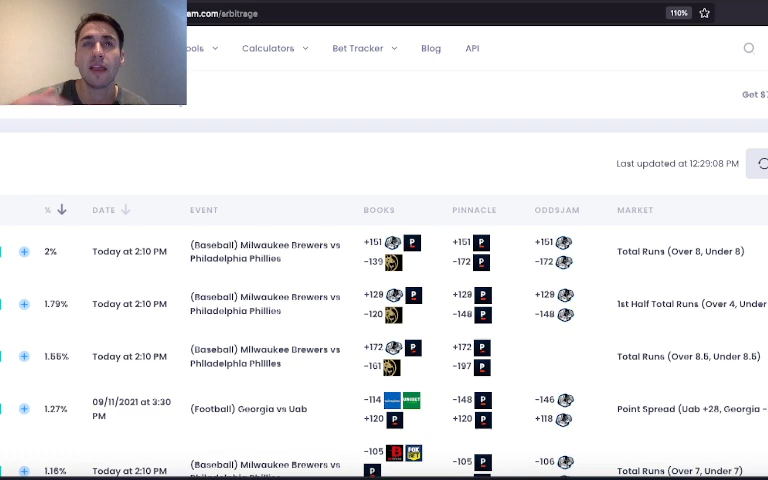 am.com/arbitrage
110%
ools Calculators Bet Tracker Blog API
Get $
Last updated at 12:29:08 PM
% DATE EVENT BOOKS PINNACLE ODDSJAM MARKET
2% Today at 2:10 PM (Baseball) Milwaukee Brewers vs Philadelphia Phillies +151 P +151 P +151 Total Runs (Over 8, Under 8)
-139 -172 P -172
1.79% Today at 2:10 PM (Baseball) Milwaukee Brewers vs Philadelphia Phillies +129 P +129 P +129 1st Half Total Runs (Over 4, Under
-120 -148 P -148
1.55% Today at 2:10 PM (Baseball) Milwaukee Brewers vs Philadelphia Phillies +172 P +172 P Total Runs (Over 8.5, Under 8.5)
-161 -197 P
1.27% 09/11/2021 at 3:30 PM (Football) Georgia vs Uab -114 UNIBET -148 P -146 Point Spread (Uab +28, Georgia -
+120 P +120 P +118
1.16% Today at 2:10 PM (Baseball) Milwaukee Brewers vs -105 B FOX P -105 P -106 Total Runs (Over 7, Under 7)